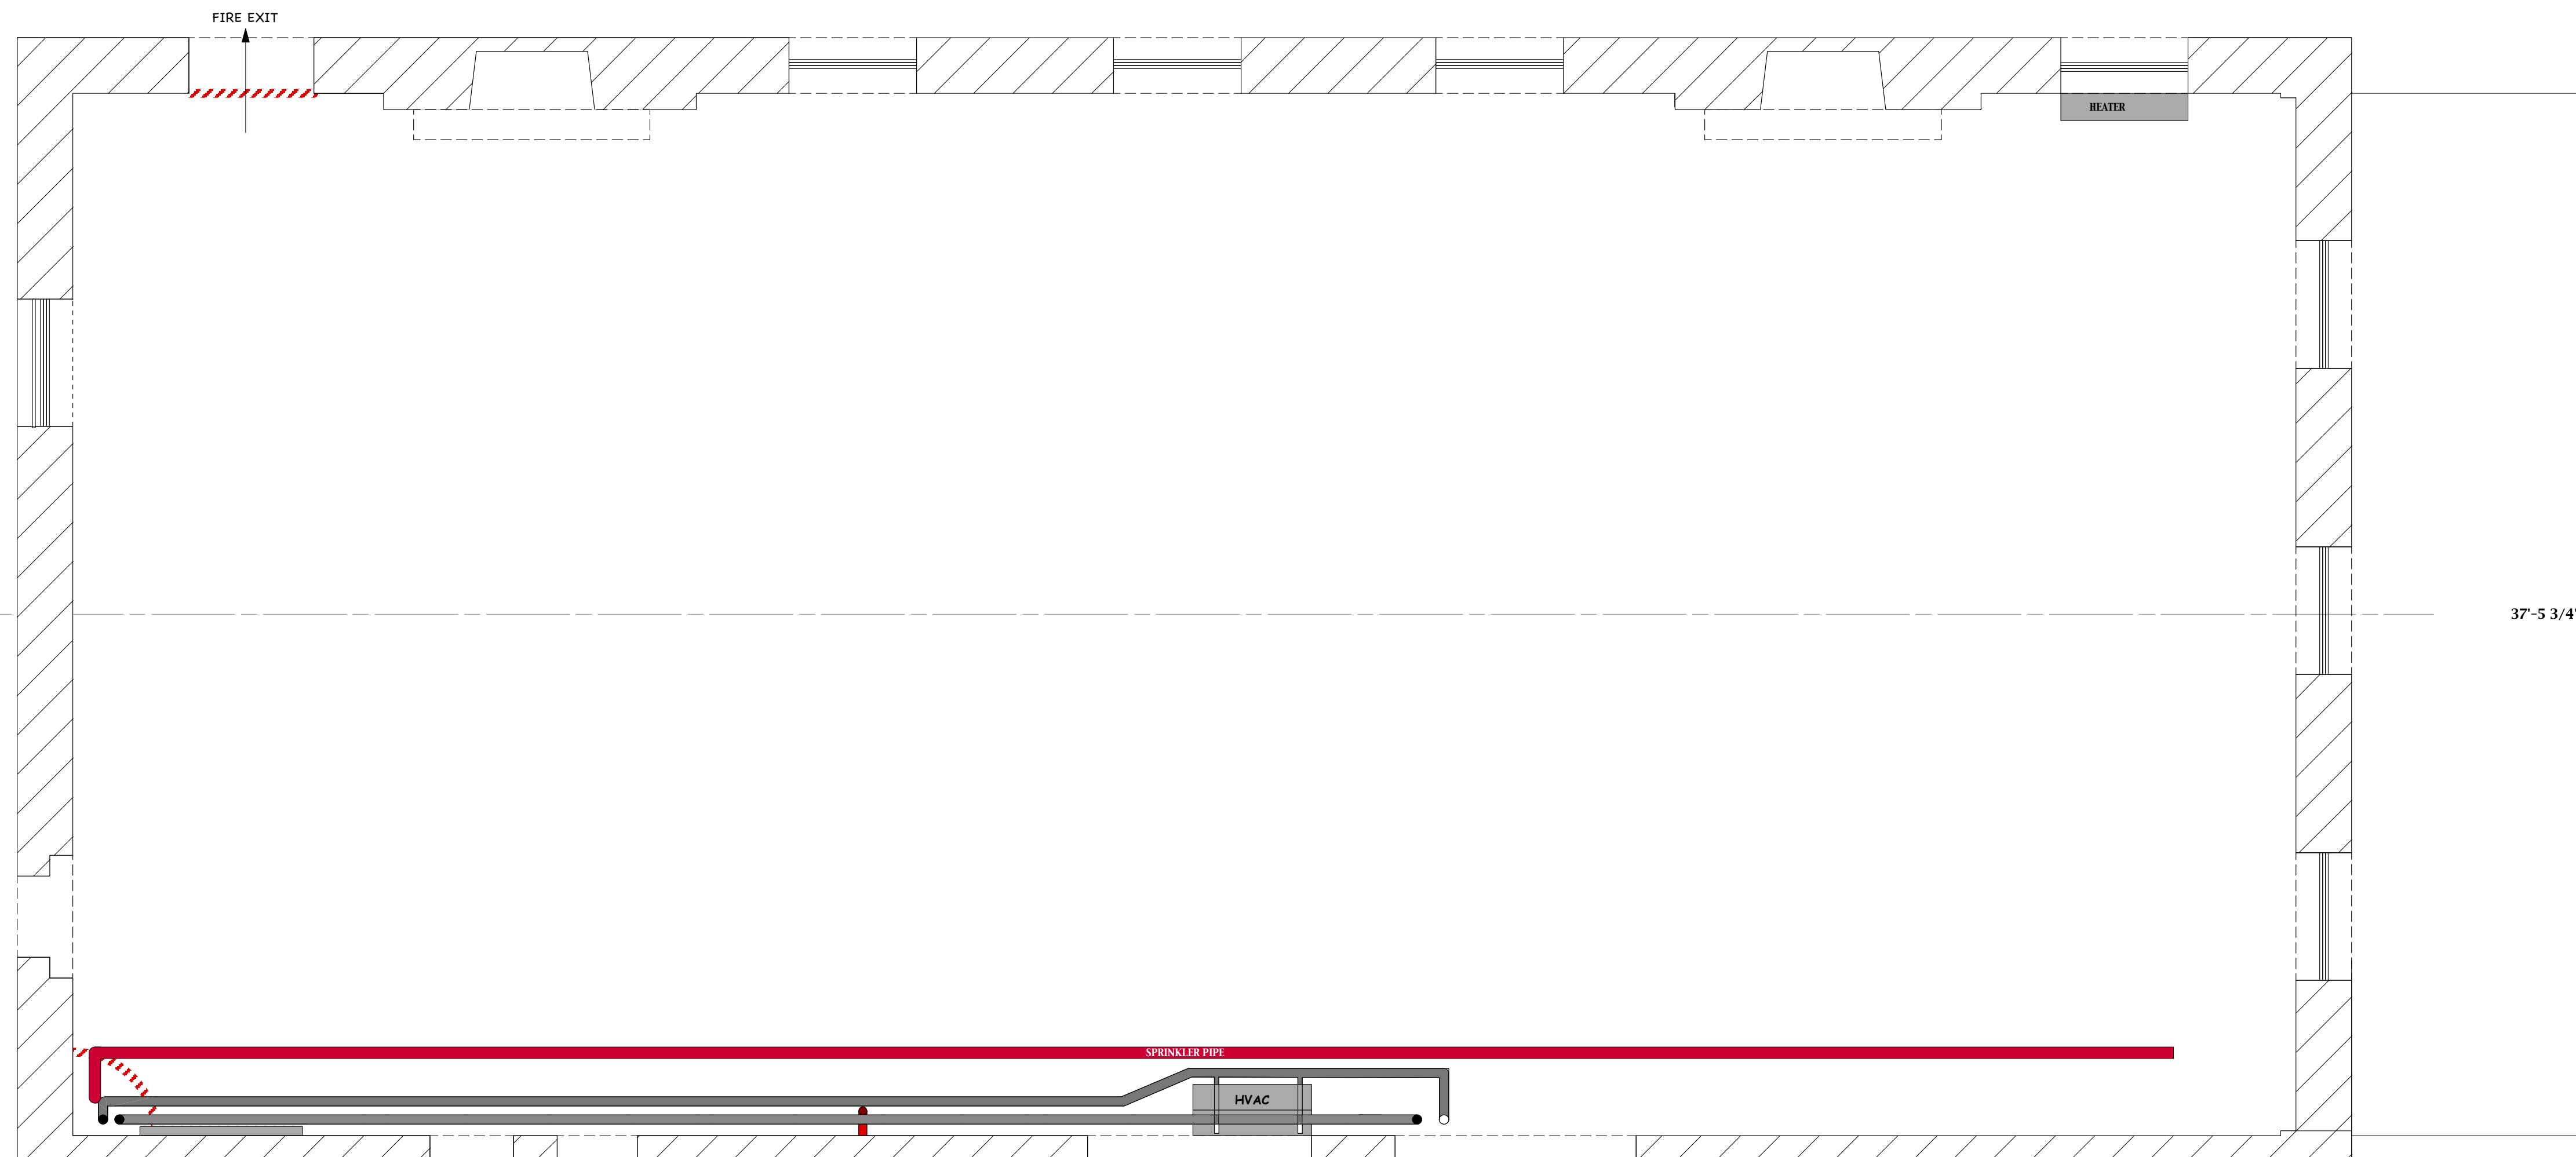 FIRE EXIT
HEATER
37'-5 3/4"
SPRINKLER PIPE
HVAC